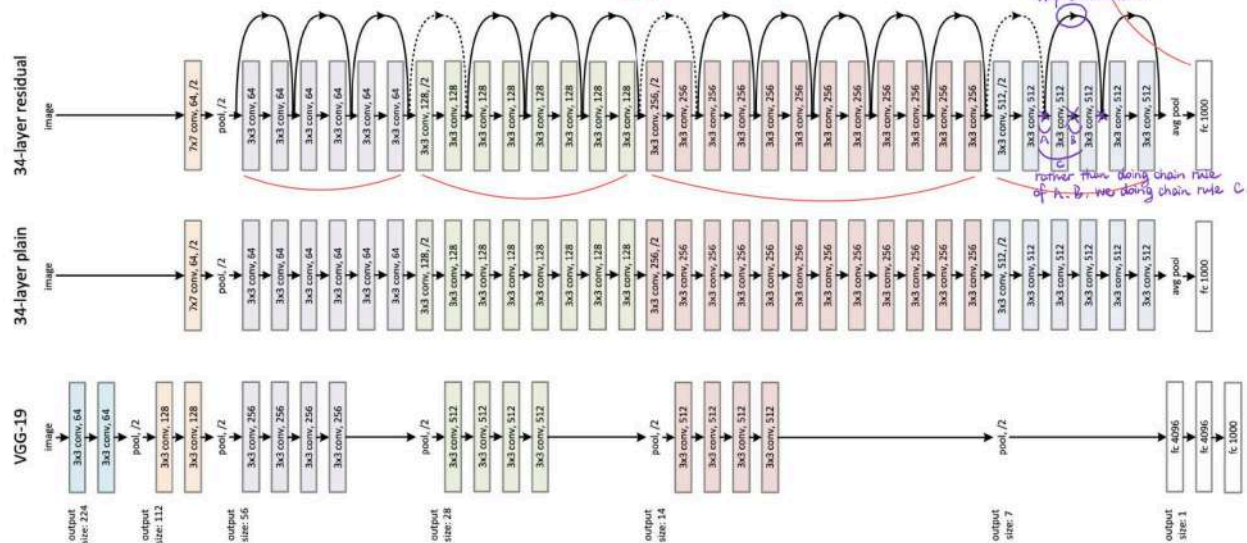 34-layer residual
image
7x7 conv, 64, /2
pool, /2
3x3 conv, 64
3x3 conv, 64
3x3 conv, 64
3x3 conv, 64
3x3 conv, 64
3x3 conv, 64
3x3 conv, 128, /2
3x3 conv, 128
3x3 conv, 128
3x3 conv, 128
3x3 conv, 128
3x3 conv, 128
3x3 conv, 128
3x3 conv, 128
3x3 conv, 256, /2
3x3 conv, 256
3x3 conv, 256
3x3 conv, 256
3x3 conv, 256
3x3 conv, 256
3x3 conv, 256
3x3 conv, 256
3x3 conv, 256
3x3 conv, 256
3x3 conv, 256
3x3 conv, 256
3x3 conv, 512, /2
3x3 conv, 512
3x3 conv, 512
3x3 conv, 512
3x3 conv, 512
3x3 conv, 512
avg pool
fc 1000
A
B
C
rather than doing chain rule
of A. B, we doing chain rule C
34-layer plain
image
7x7 conv, 64, /2
pool, /2
3x3 conv, 64
3x3 conv, 64
3x3 conv, 64
3x3 conv, 64
3x3 conv, 64
3x3 conv, 64
3x3 conv, 128, /2
3x3 conv, 128
3x3 conv, 128
3x3 conv, 128
3x3 conv, 128
3x3 conv, 128
3x3 conv, 128
3x3 conv, 128
3x3 conv, 256, /2
3x3 conv, 256
3x3 conv, 256
3x3 conv, 256
3x3 conv, 256
3x3 conv, 256
3x3 conv, 256
3x3 conv, 256
3x3 conv, 256
3x3 conv, 256
3x3 conv, 256
3x3 conv, 256
3x3 conv, 512, /2
3x3 conv, 512
3x3 conv, 512
3x3 conv, 512
3x3 conv, 512
3x3 conv, 512
avg pool
fc 1000
VGG-19
image
3x3 conv, 64
3x3 conv, 64
pool, /2
3x3 conv, 128
3x3 conv, 128
pool, /2
3x3 conv, 256
3x3 conv, 256
3x3 conv, 256
3x3 conv, 256
pool, /2
3x3 conv, 512
3x3 conv, 512
3x3 conv, 512
3x3 conv, 512
pool, /2
3x3 conv, 512
3x3 conv, 512
3x3 conv, 512
3x3 conv, 512
pool, /2
fc 4096
fc 4096
fc 1000
output
size: 224
output
size: 112
output
size: 56
output
size: 28
output
size: 14
output
size: 7
output
size: 1